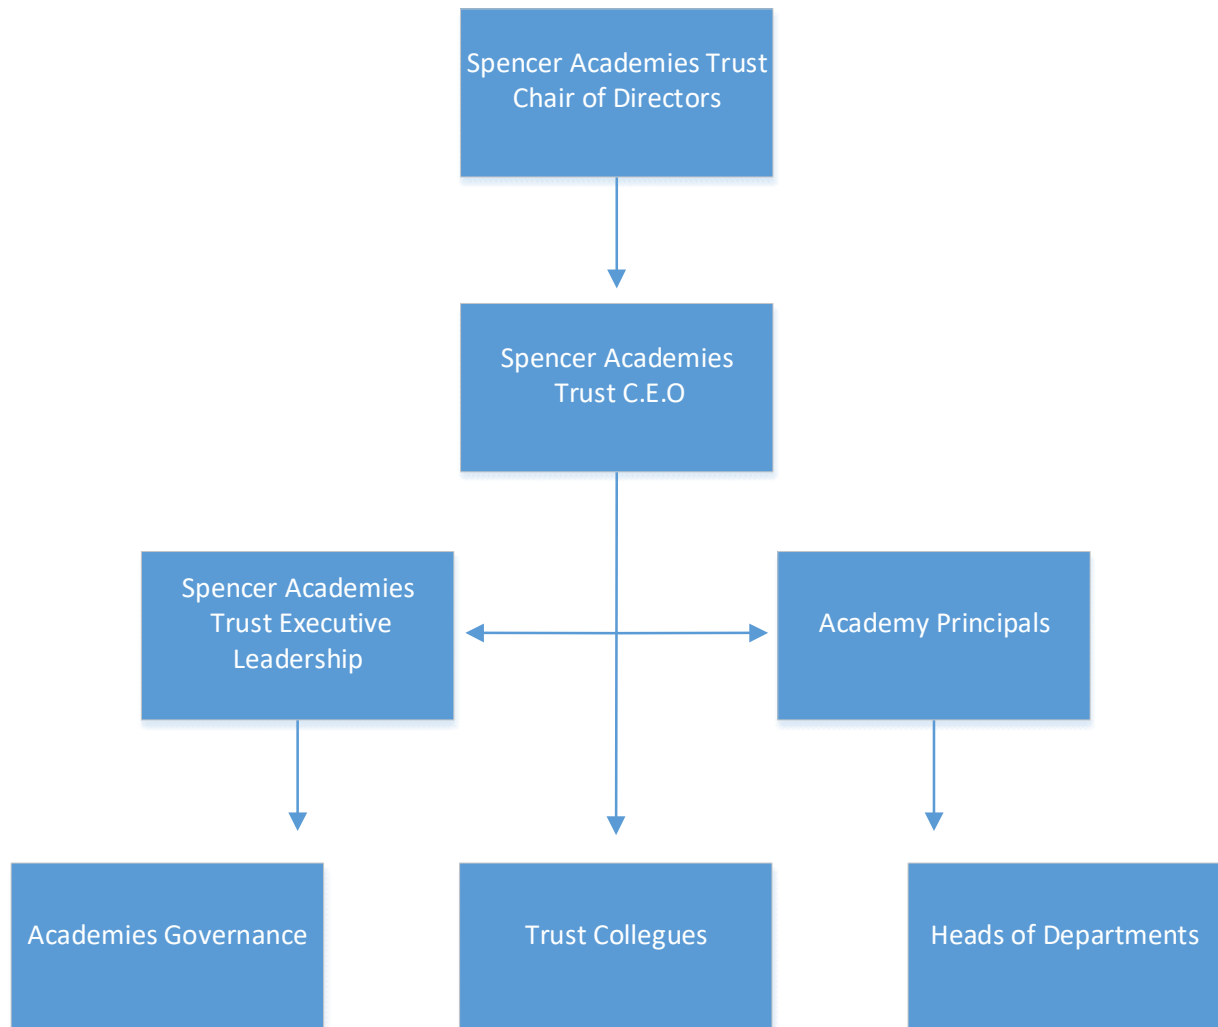 Spencer Academies Trust
Chair of Directors
Spencer Academies
Trust C.E.O
Spencer Academies
Trust Executive
Leadership
Academy Principals
Academies Governance
Trust Collegues
Heads of Departments